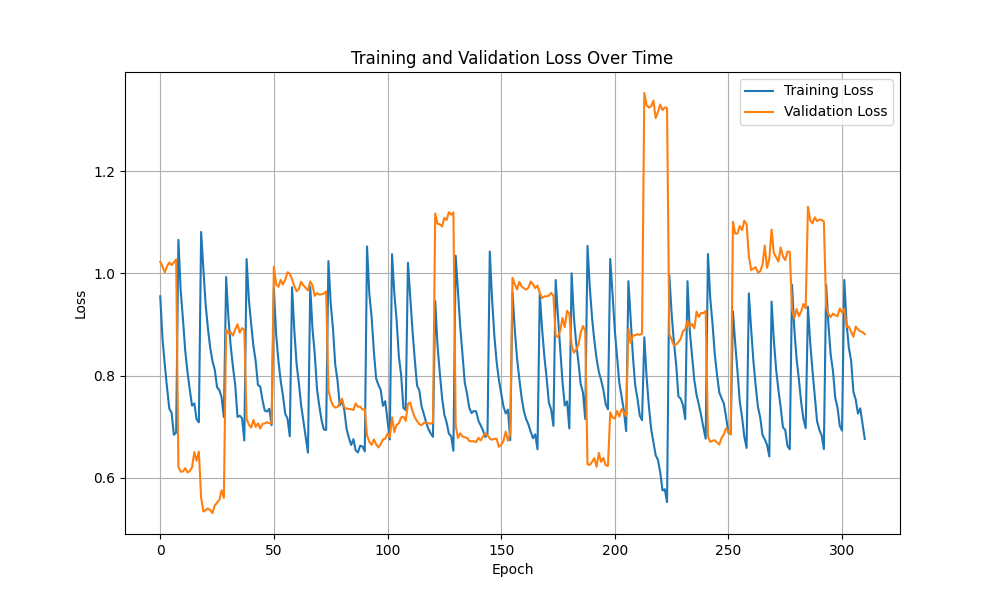 Training and Validation Loss Over Time
Training Loss
Validation Loss
1.2
1.0
0.8
0.6
Loss
0
50
100
150
200
250
300
Epoch